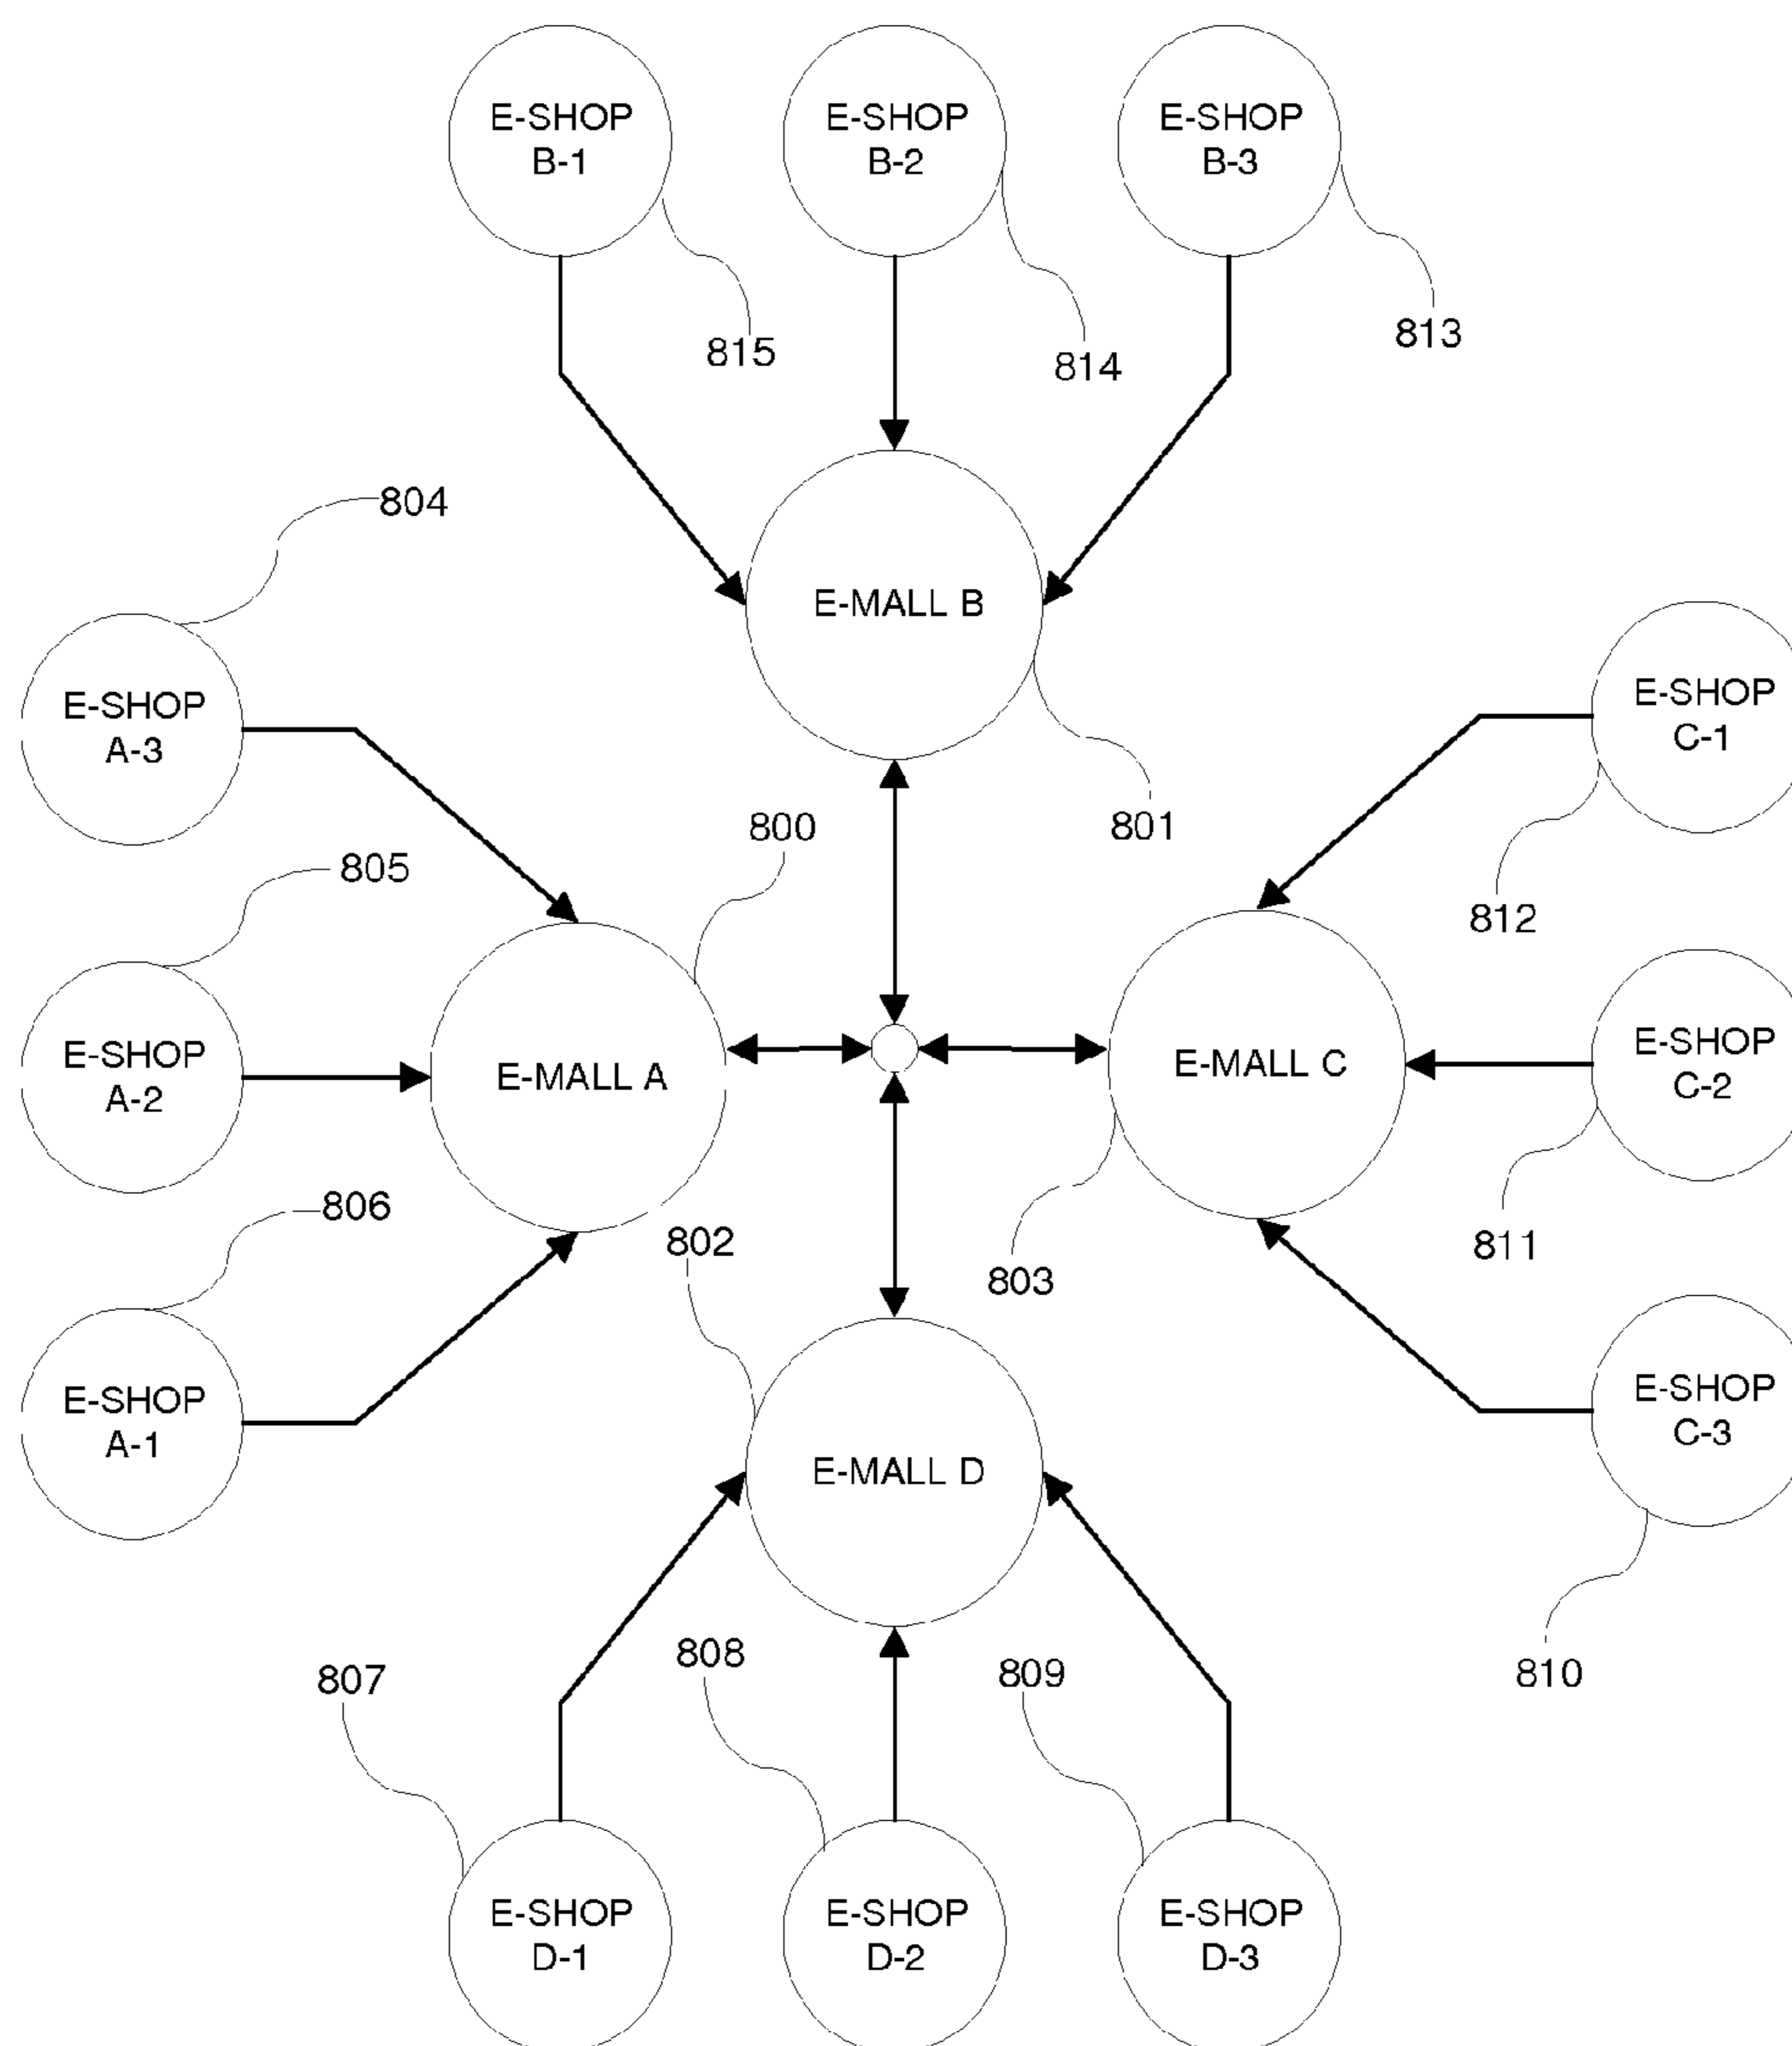 E-SHOP
B-1
E-SHOP
B-2
E-SHOP
B-3
815
814
813
804
E-MALL B
E-SHOP
A-3
E-SHOP
C-1
800
801
805
812
E-SHOP
A-2
E-MALL A
E-MALL C
E-SHOP
C-2
806
802
803
811
E-SHOP
A-1
E-SHOP
C-3
E-MALL D
807
808
809
810
E-SHOP
D-1
E-SHOP
D-2
E-SHOP
D-3